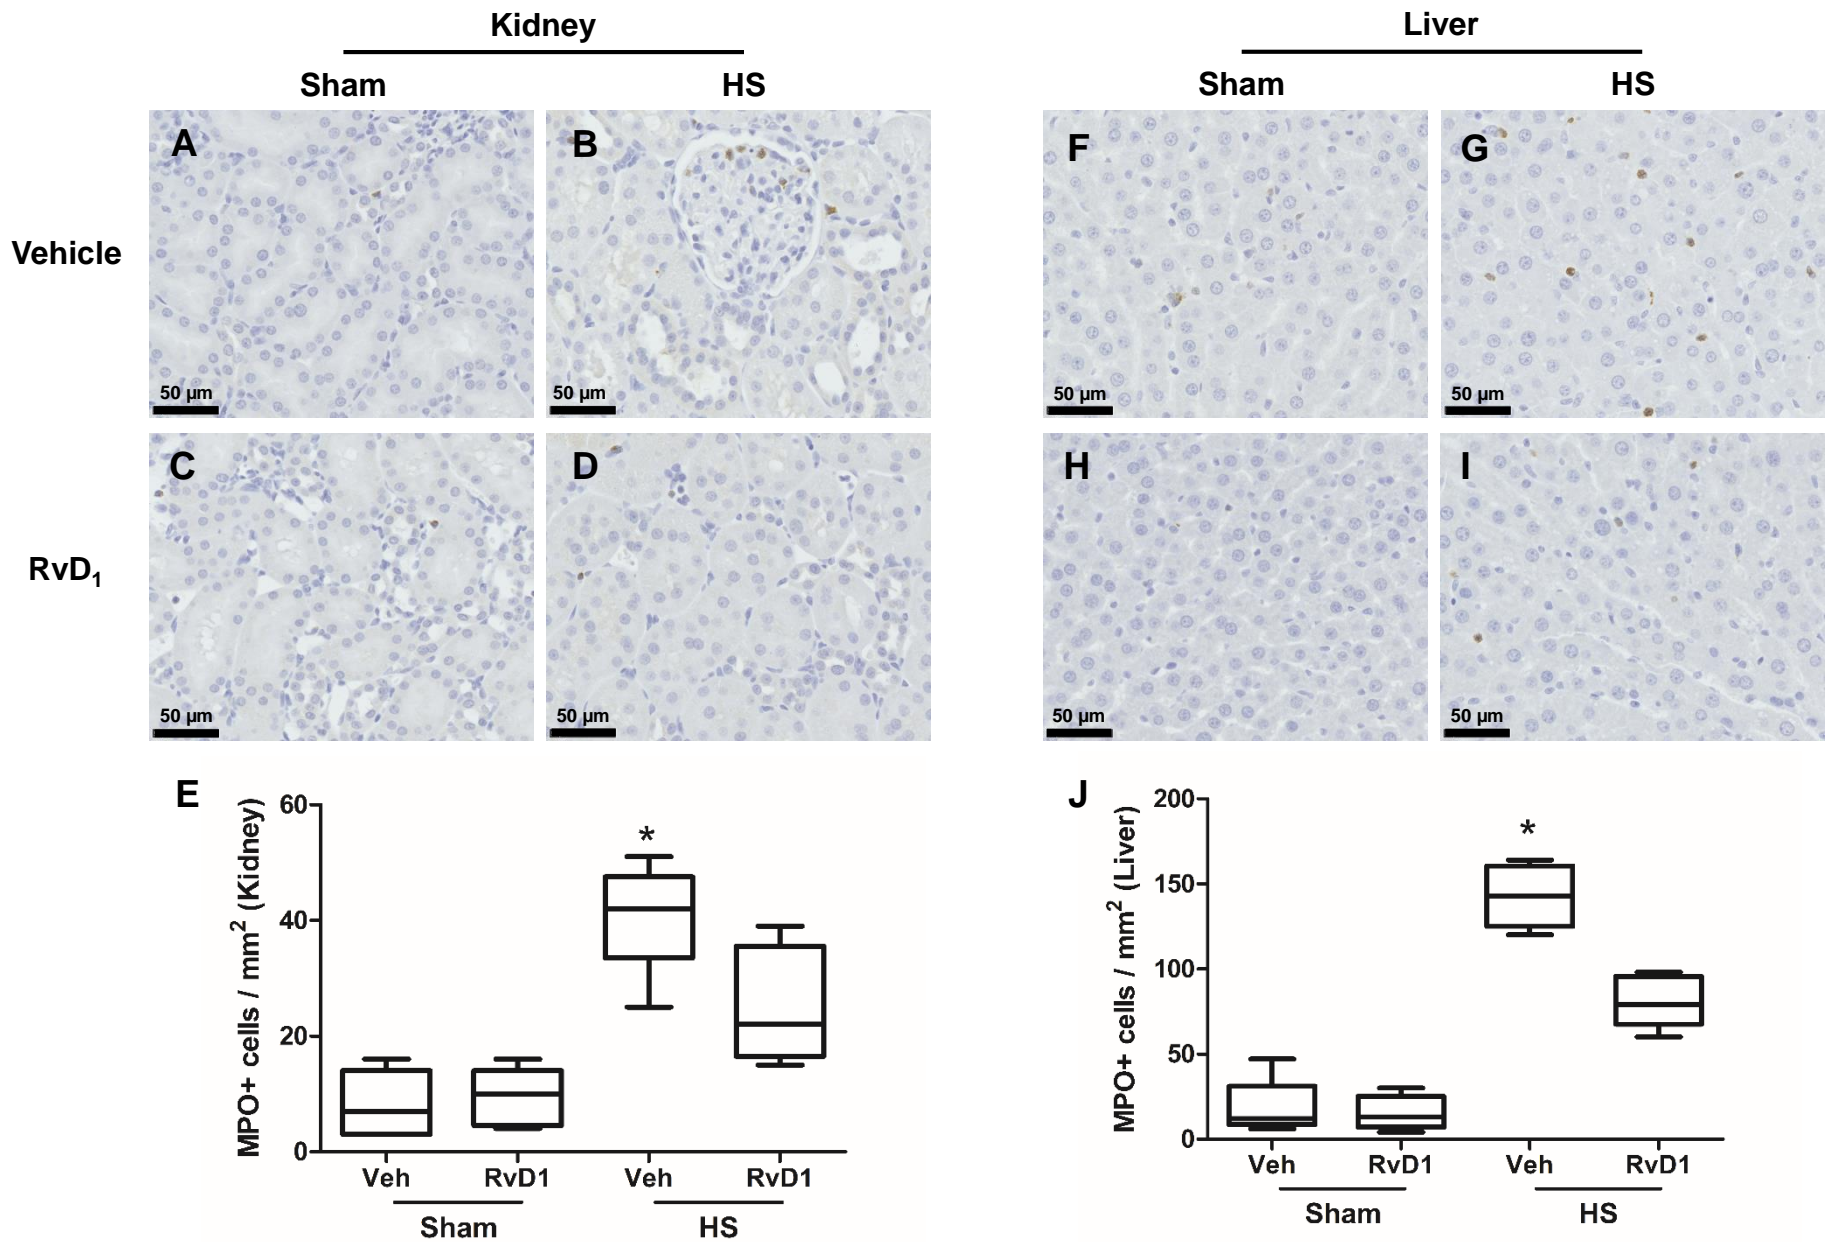 Kidney
Liver
Sham
HS
Sham
HS
Vehicle
A
50 µm
B
50 µm
F
50 µm
G
50 µm
RvD₁
C
50 µm
D
50 µm
H
50 µm
I
50 µm
E
MPO+ cells / mm² (Kidney)
60
40
20
0
*
Veh
RvD1
Veh
RvD1
Sham
HS
J
MPO+ cells / mm² (Liver)
200
150
100
50
0
*
Veh
RvD1
Veh
RvD1
Sham
HS